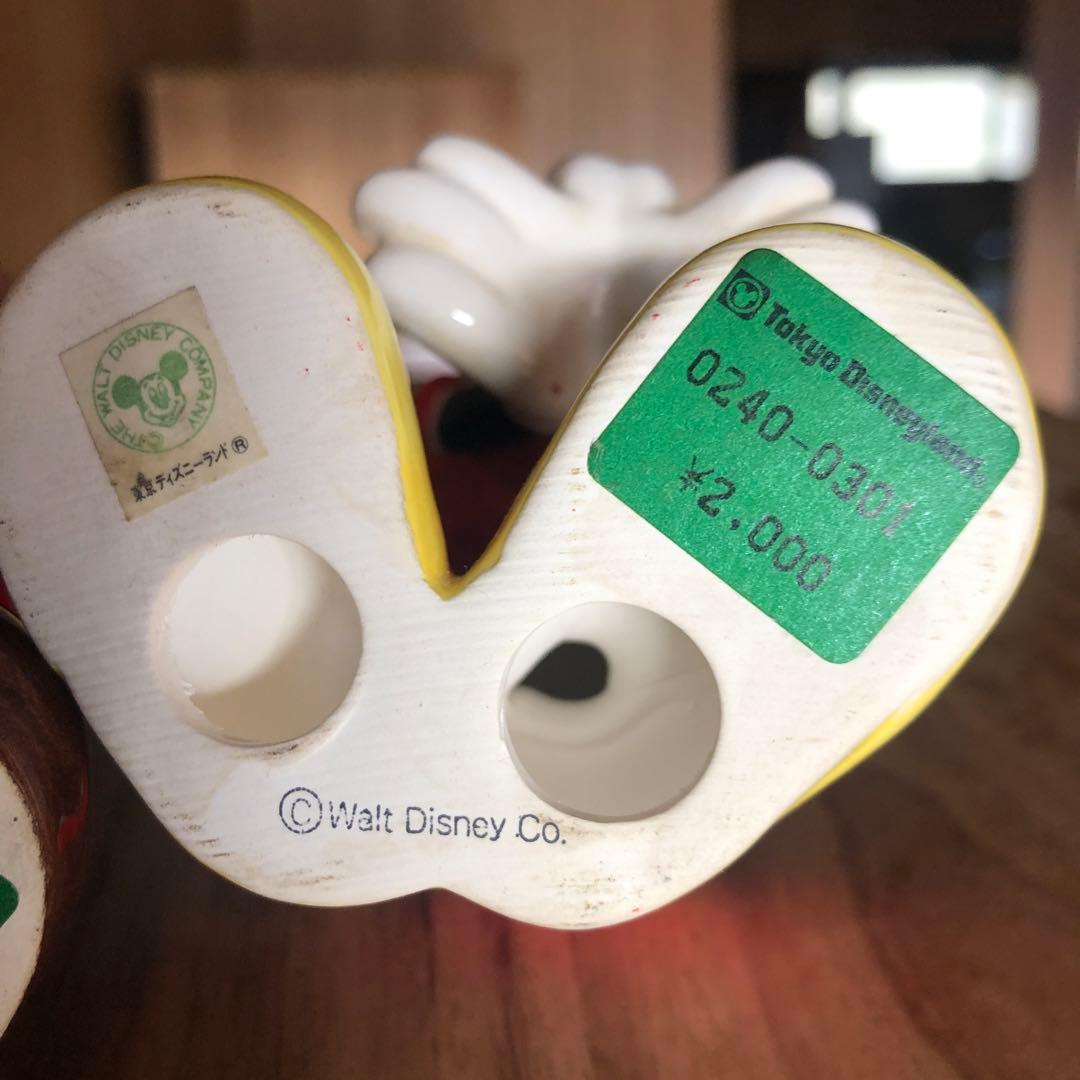 THE WALT DISNEY COMPANY
東京ディズニーランド®
Tokyo Disneyland®
0240-0301
¥2,000
©Walt Disney Co.